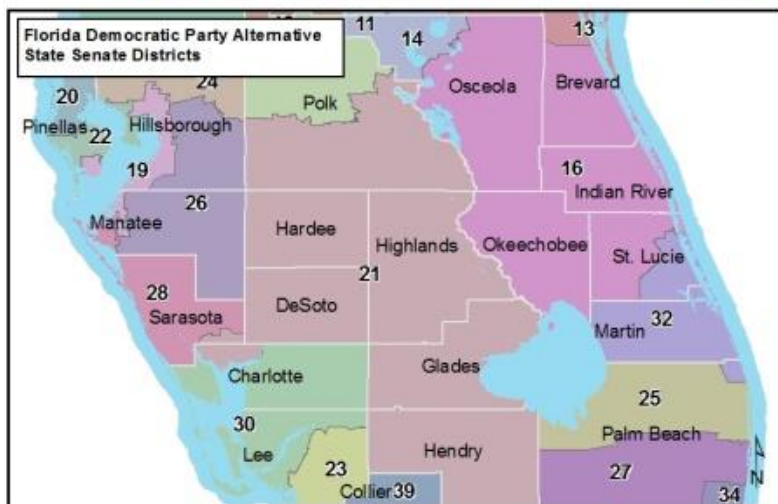 Florida Democratic Party Alternative
State Senate Districts
11
14
13
24
Osceola
Brevard
20
Polk
Pinellas
22
Hillsborough
19
16
Indian River
26
Manatee
Hardee
Highlands
Okeechobee
St. Lucie
21
28
DeSoto
Sarasota
32
Martin
Charlotte
Glades
25
30
Palm Beach
Lee
Hendry
23
27
Collier
39
34
N